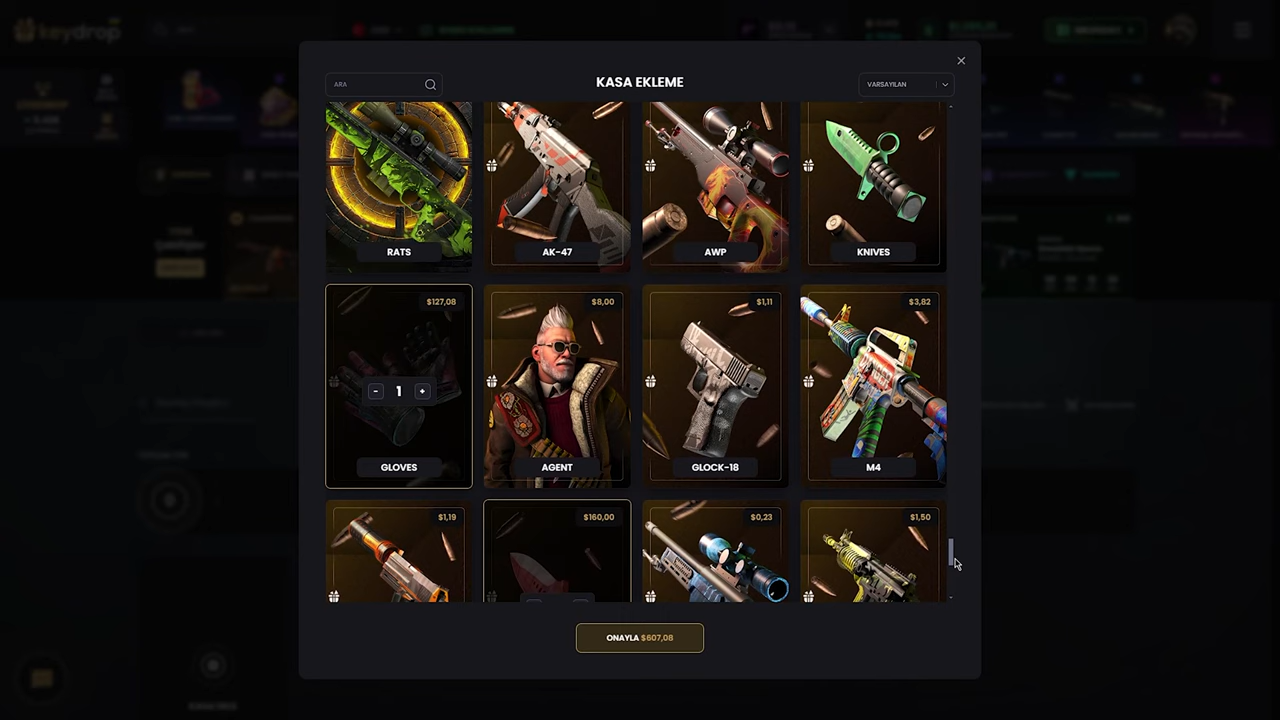 keydrop
ARA
KASA EKLEME
VARSAYILAN
RATS
AK-47
AWP
KNIVES
$127,08
$8,00
$1,11
$3,82
- 1 +
GLOVES
AGENT
GLOCK-18
M4
$1,19
$160,00
$0,23
$1,50
ONAYLA $607,08